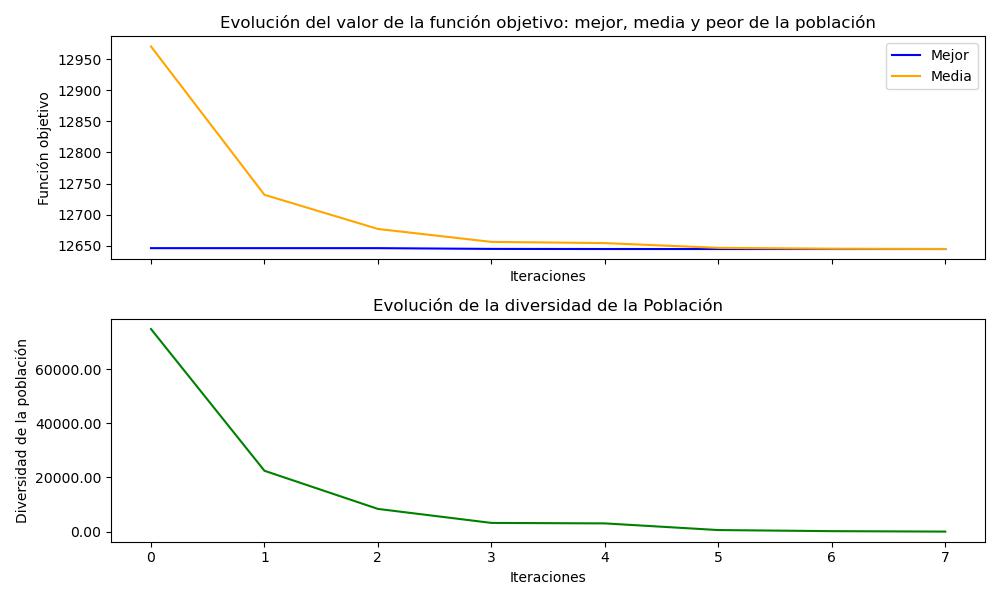 Evolución del valor de la función objetivo: mejor, media y peor de la población
Función objetivo
12950
12900
12850
12800
12750
12700
12650
Mejor
Media
Iteraciones
Evolución de la diversidad de la Población
Diversidad de la población
60000.00
40000.00
20000.00
0.00
0 1 2 3 4 5 6 7
Iteraciones